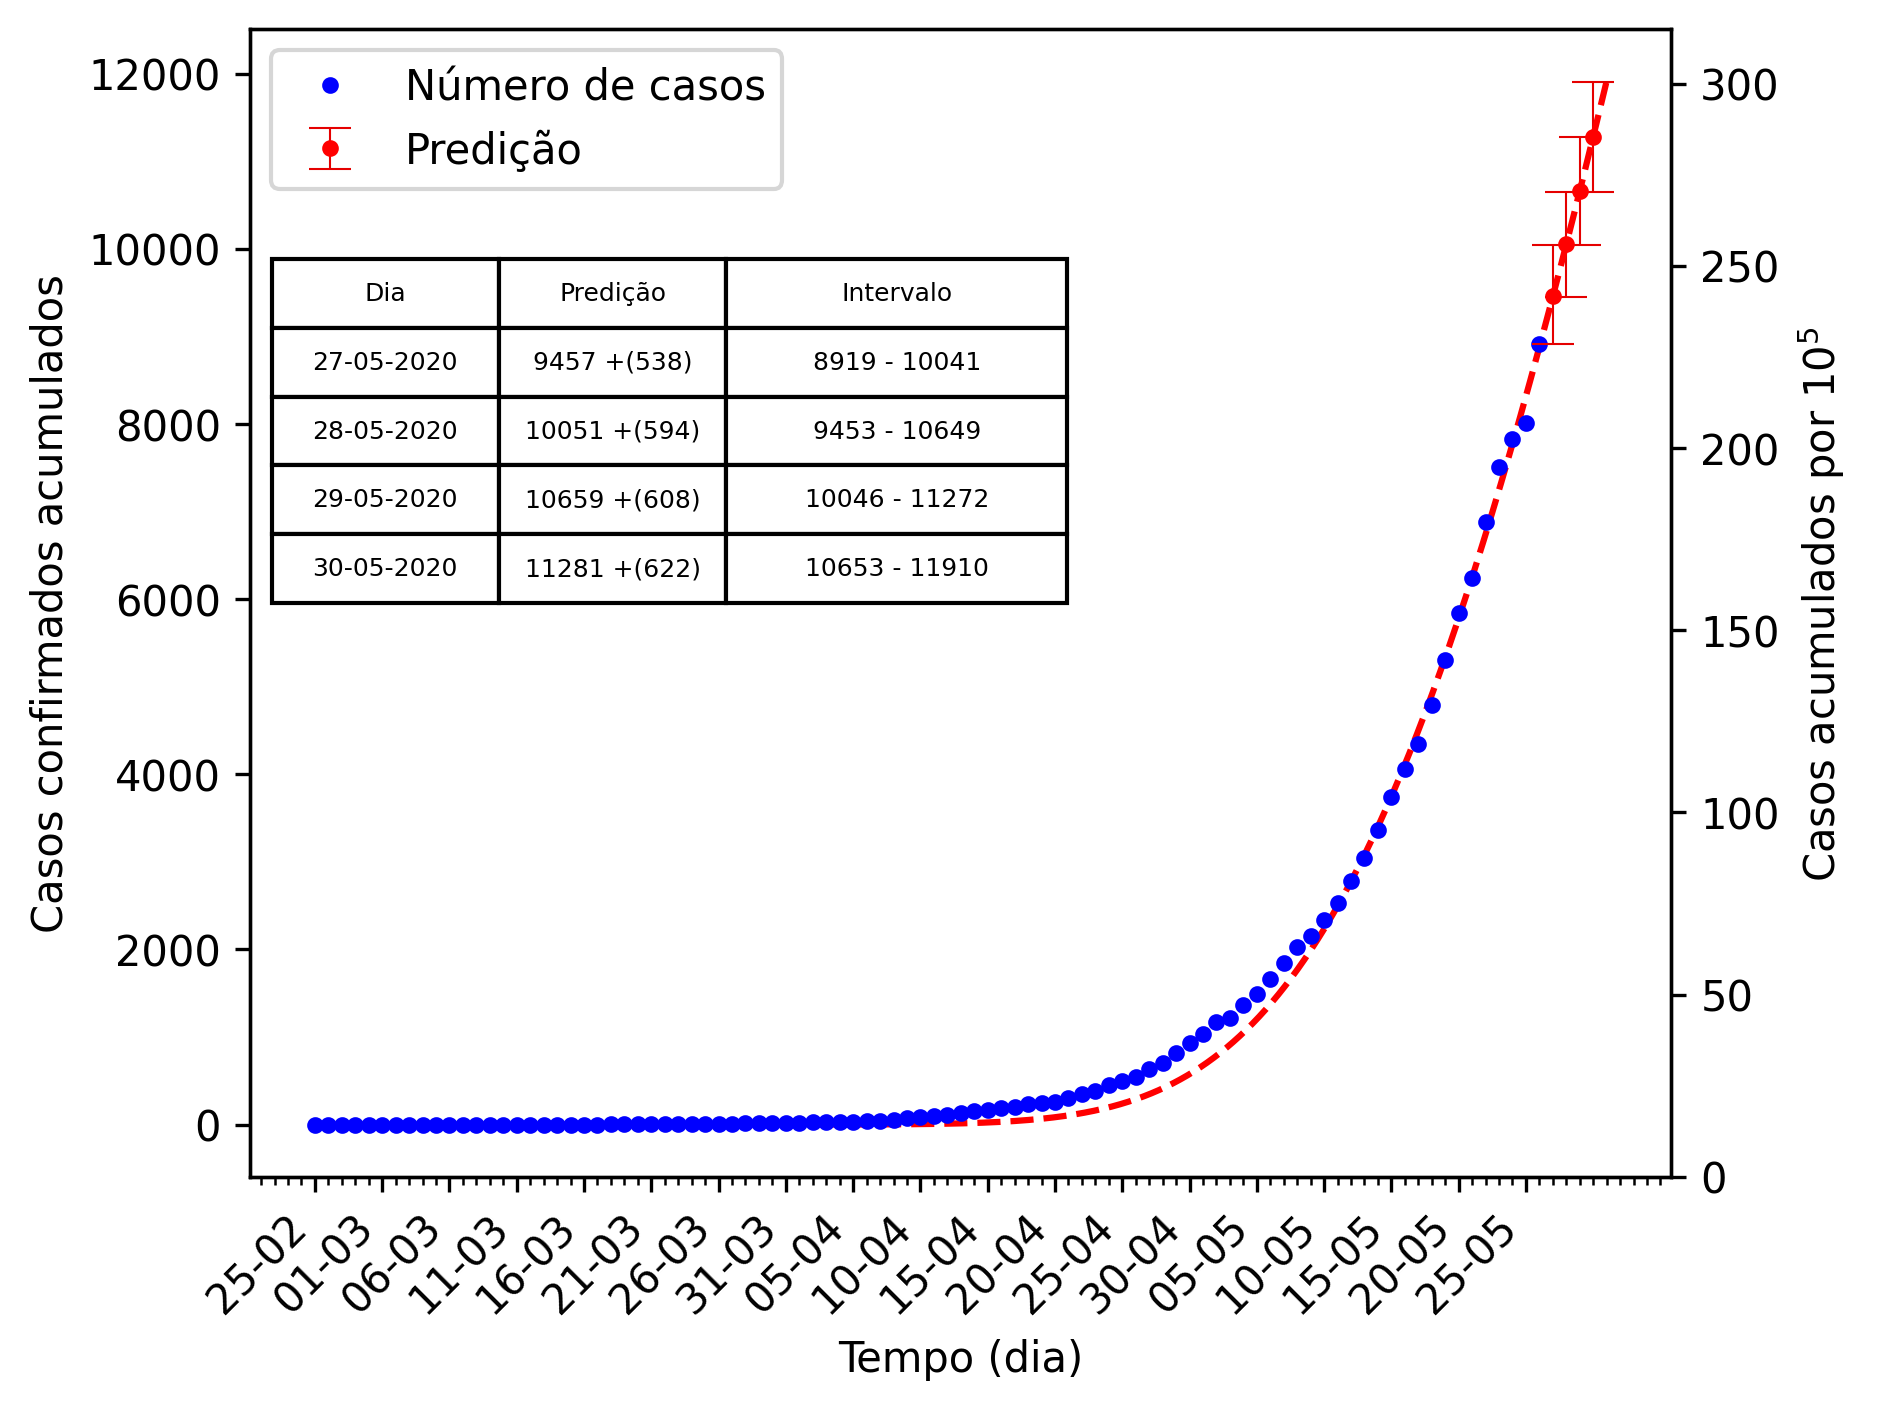 Número de casos
Predição
Dia Predição Intervalo
27-05-2020 9457 +(538) 8919 - 10041
28-05-2020 10051 +(594) 9453 - 10649
29-05-2020 10659 +(608) 10046 - 11272
30-05-2020 11281 +(622) 10653 - 11910
Casos confirmados acumulados
12000
10000
8000
6000
4000
2000
0
300
250
200
150
100
50
0
Casos acumulados por 10⁵
25-02 01-03 06-03 11-03 16-03 21-03 26-03 31-03 05-04 10-04 15-04 20-04 25-04 30-04 05-05 10-05 15-05 20-05 25-05
Tempo (dia)